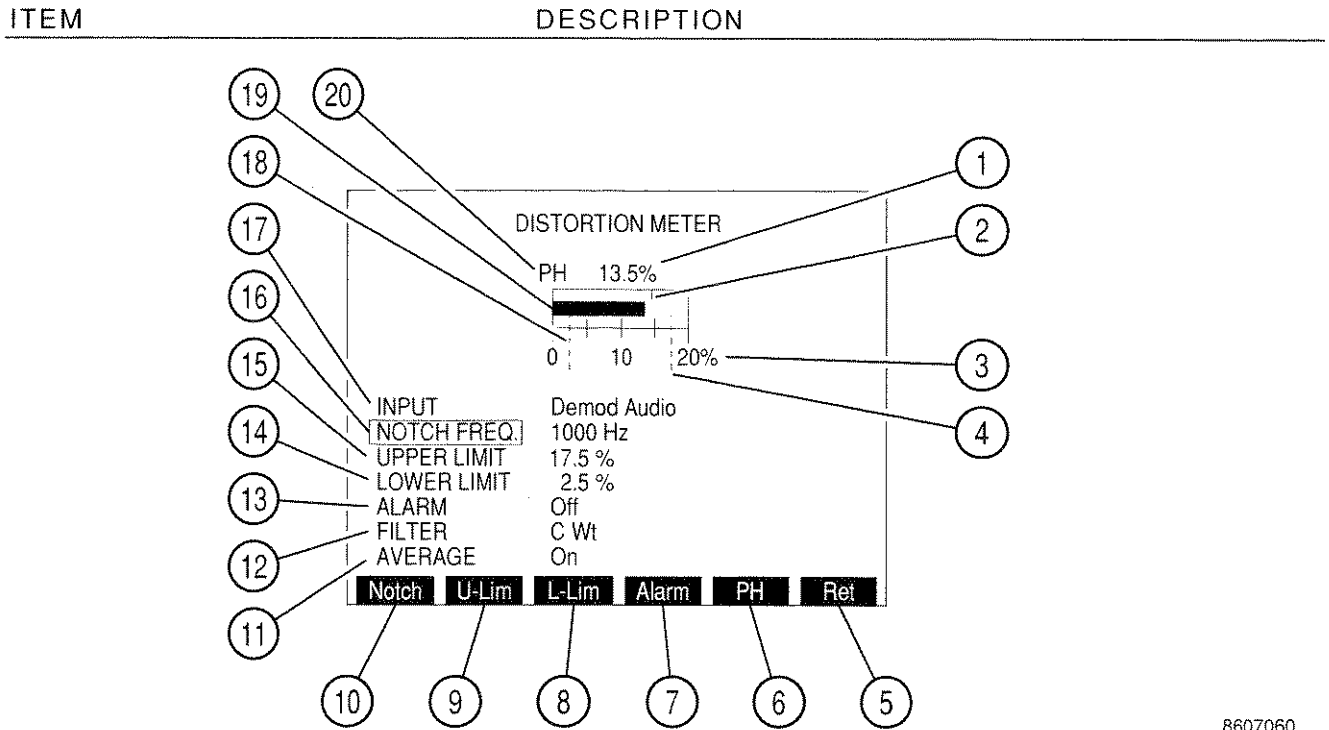 ITEM DESCRIPTION
19 20
18 1
DISTORTION METER
17 2
PH 13.5%
16
0 10 20%
15 3
INPUT Demod Audio
NOTCH FREQ. 1000 Hz
14 4
UPPER LIMIT 17.5 %
LOWER LIMIT 2.5 %
13
ALARM Off
FILTER C Wt
12
AVERAGE On
Notch U-Lim L-Lim Alarm PH Ret
11
10 9 8 7 6 5
8607060